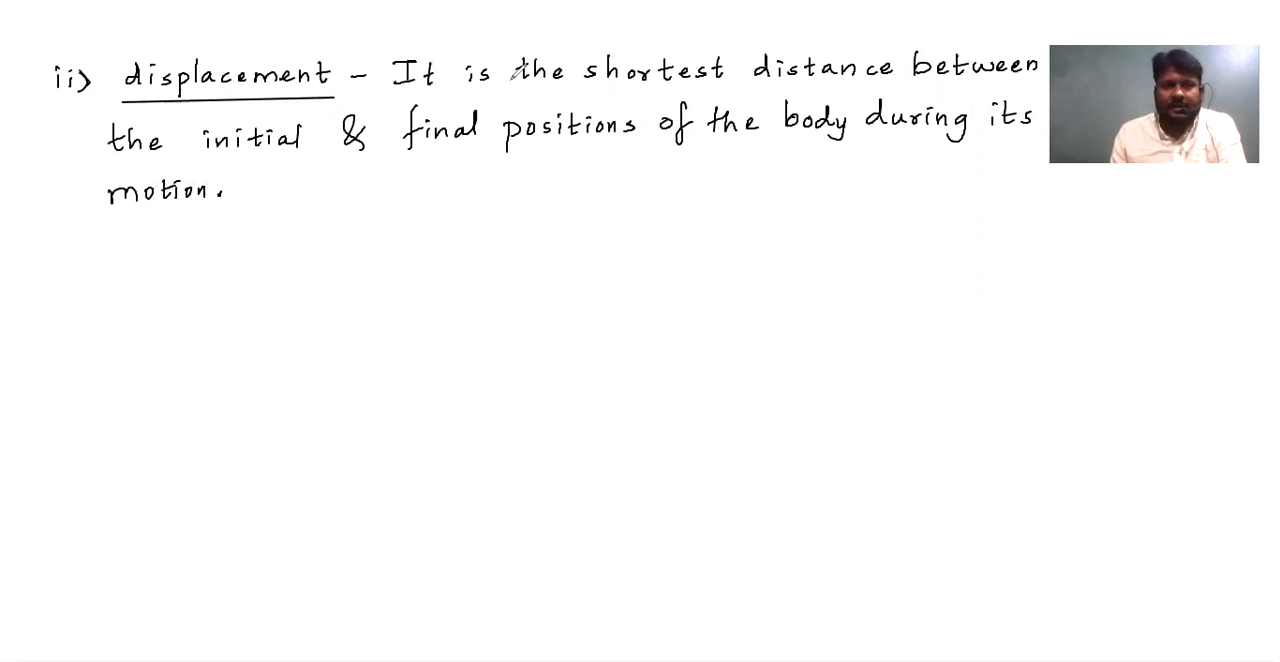 ii) displacement - It is the shortest distance between
the initial & final positions of the body during its
motion.